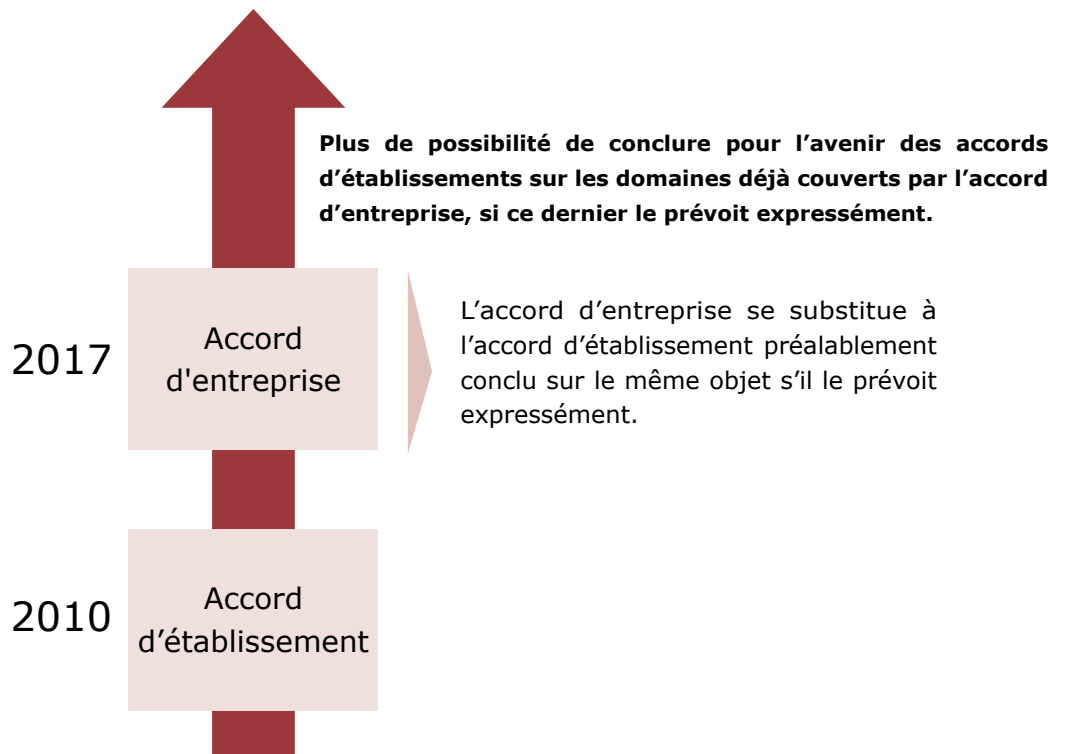 Plus de possibilité de conclure pour l’avenir des accords
d’établissements sur les domaines déjà couverts par l’accord
d’entreprise, si ce dernier le prévoit expressément.
2017
Accord
d'entreprise
L’accord d’entreprise se substitue à
l’accord d’établissement préalablement
conclu sur le même objet s’il le prévoit
expressément.
2010
Accord
d’établissement